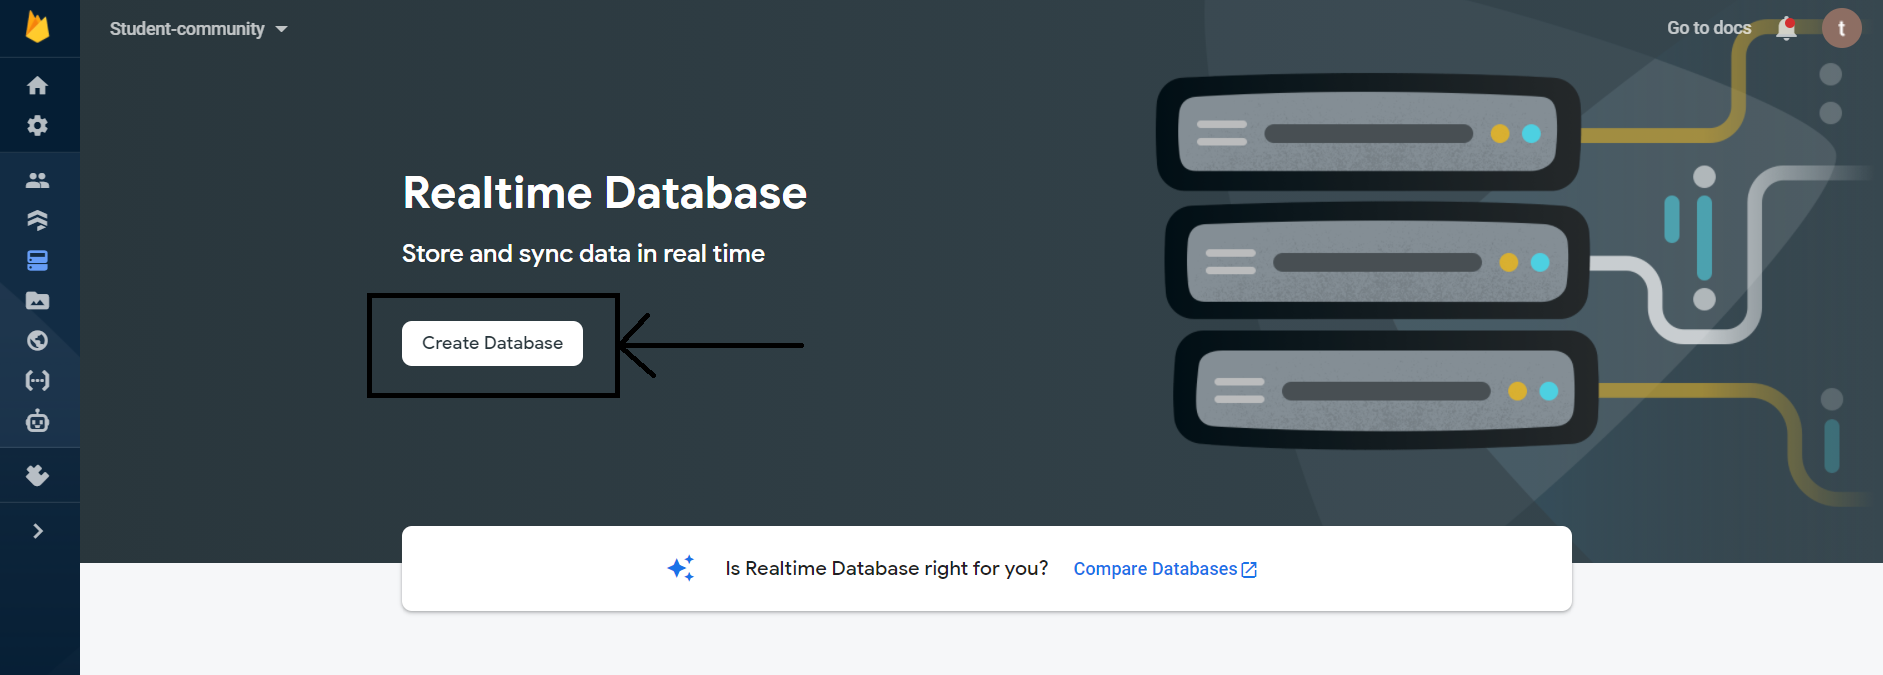 Student-community
Go to docs
t
Realtime Database
Store and sync data in real time
Create Database
Is Realtime Database right for you? Compare Databases